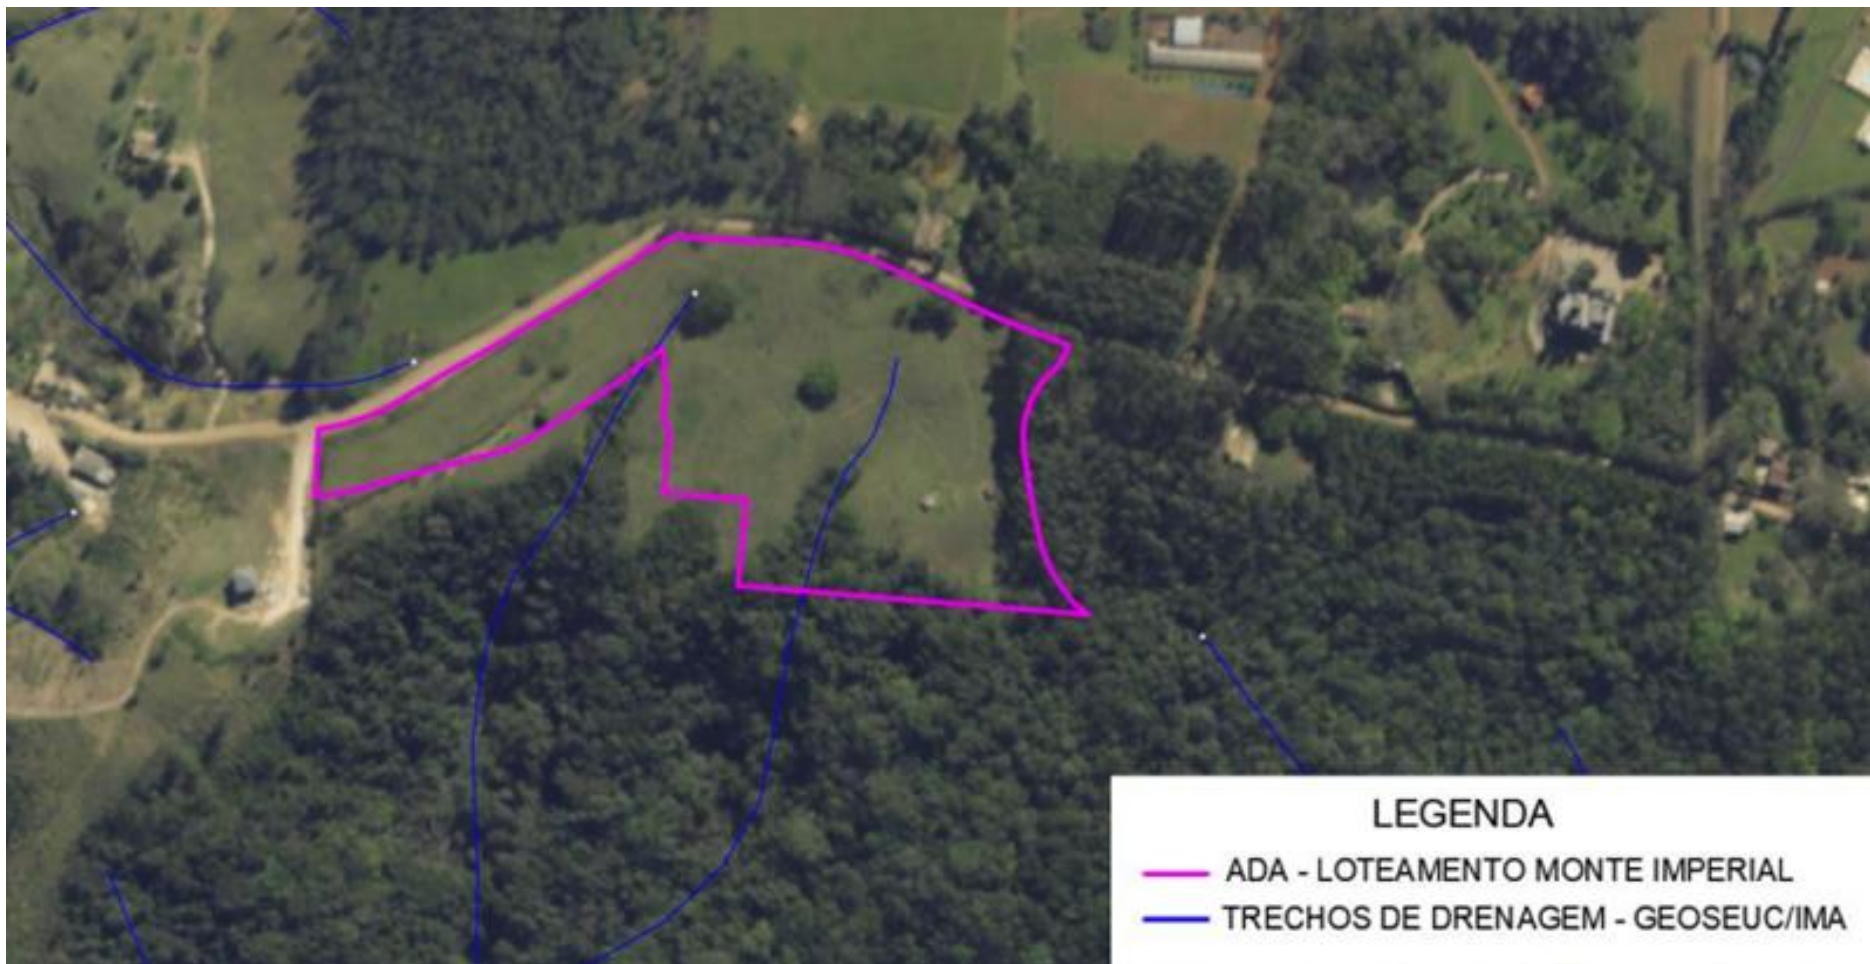 LEGENDA
ADA - LOTEAMENTO MONTE IMPERIAL
TRECHOS DE DRENAGEM - GEOSEUC/IMA